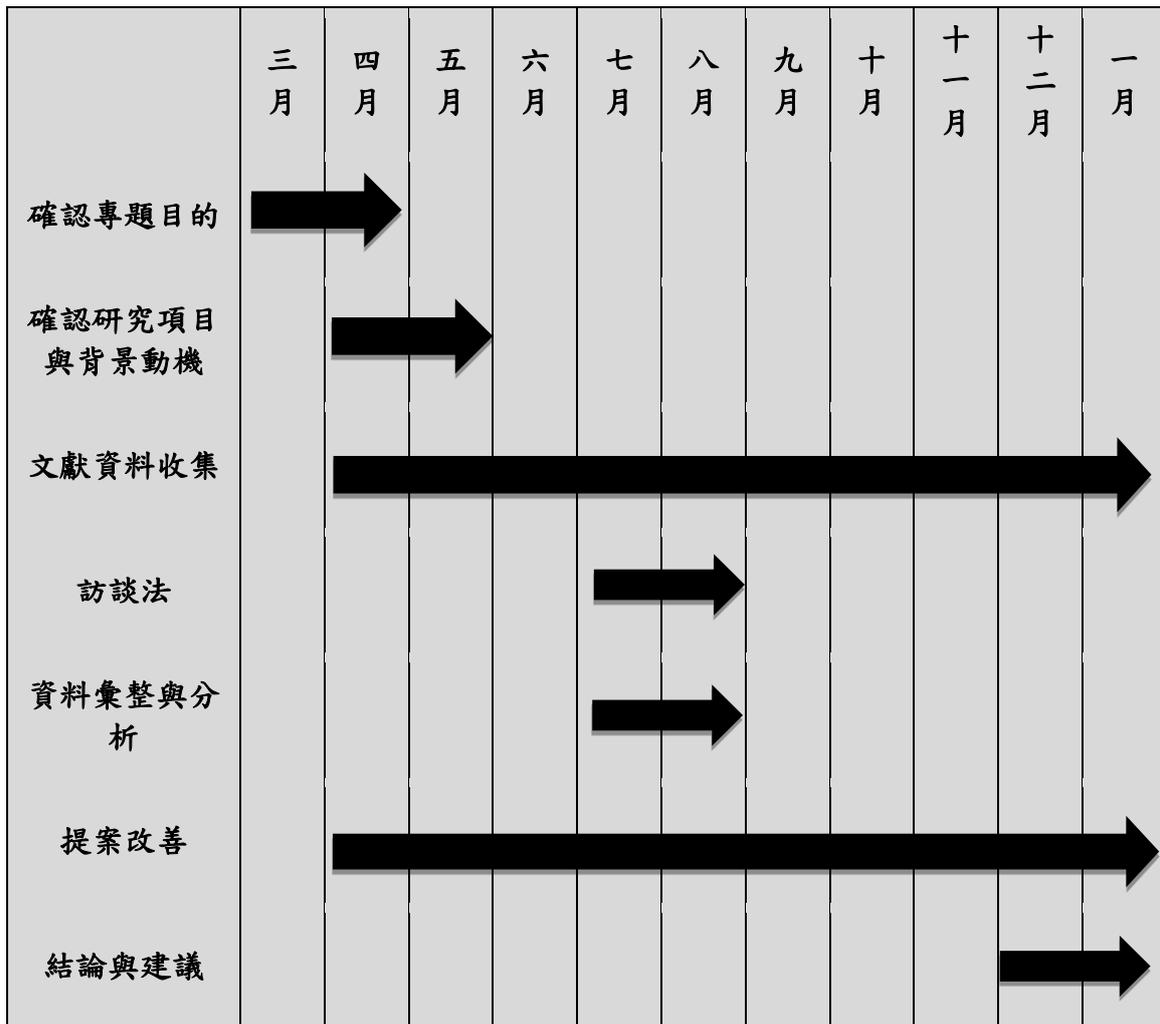 三月
四月
五月
六月
七月
八月
九月
十月
十一月
十二月
一月
確認專題目的
確認研究項目
與背景動機
文獻資料收集
訪談法
資料彙整與分
析
提案改善
結論與建議